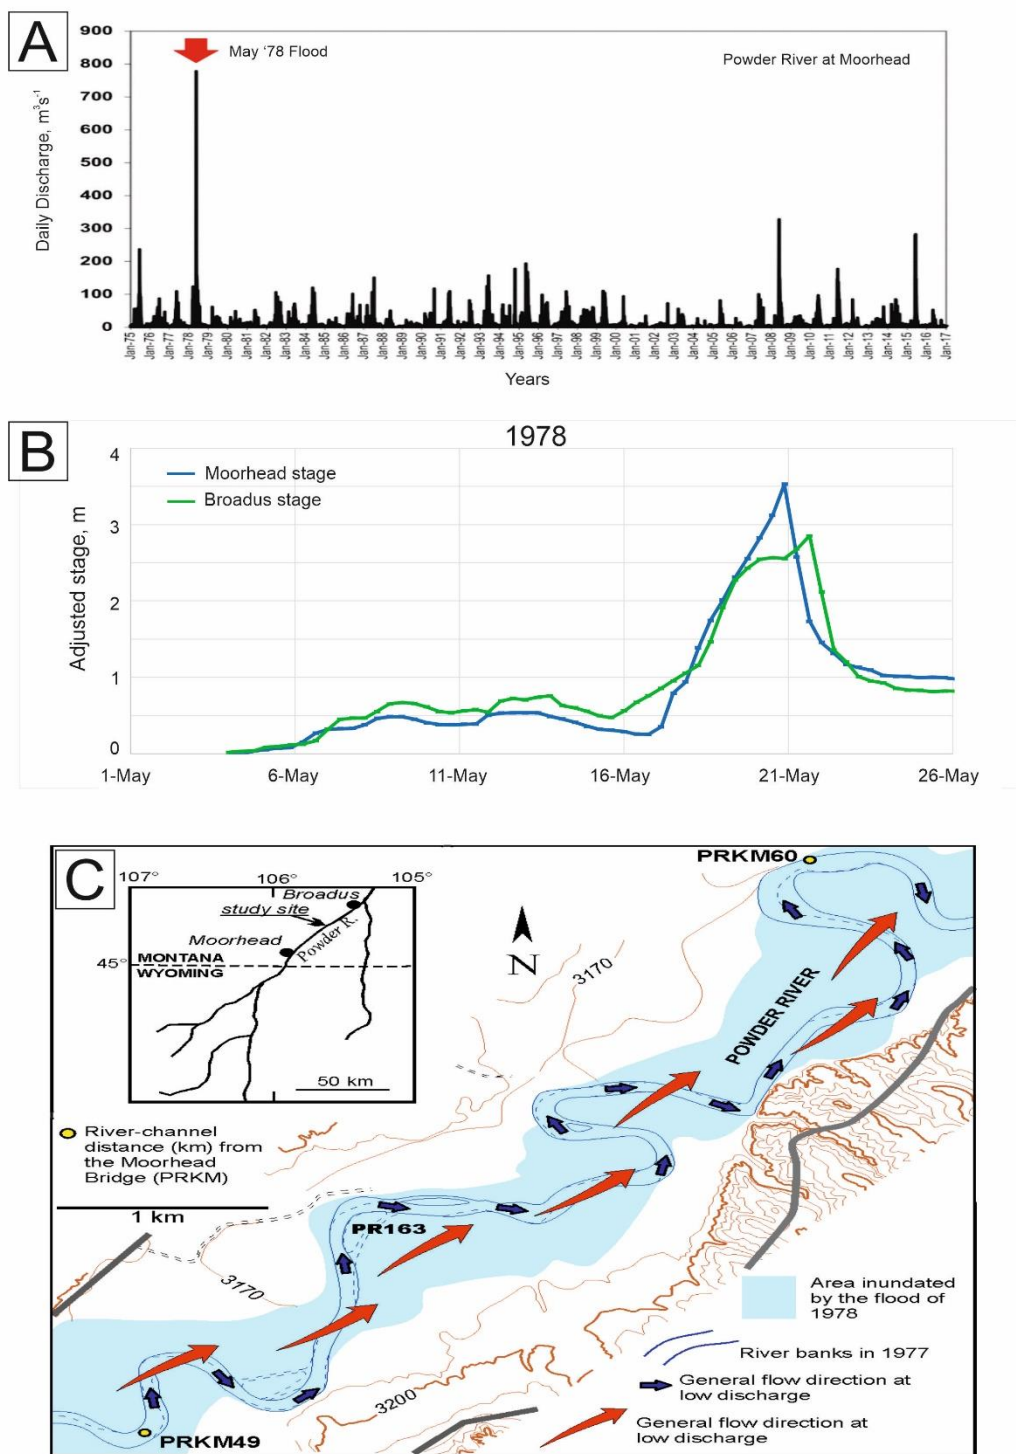 A
900
800
700
600
500
400
300
200
100
0
Daily Discharge, m³s⁻¹
May ‘78 Flood
Powder River at Moorhead
Jan-75
Jan-76
Jan-77
Jan-78
Jan-79
Jan-80
Jan-81
Jan-82
Jan-83
Jan-84
Jan-85
Jan-86
Jan-87
Jan-88
Jan-89
Jan-90
Jan-91
Jan-92
Jan-93
Jan-94
Jan-95
Jan-96
Jan-97
Jan-98
Jan-99
Jan-00
Jan-01
Jan-02
Jan-03
Jan-04
Jan-05
Jan-06
Jan-07
Jan-08
Jan-09
Jan-10
Jan-11
Jan-12
Jan-13
Jan-14
Jan-15
Jan-16
Jan-17
Years
B
1978
Adjusted stage, m
4
3
2
1
0
Moorhead stage
Broadus stage
1-May
6-May
11-May
16-May
21-May
26-May
C
107°
106°
105°
Broadus
study site
Powder R.
Moorhead
45°
MONTANA
WYOMING
50 km
N
PRKM60
3170
POWDER RIVER
River-channel
distance (km) from
the Moorhead
Bridge (PRKM)
1 km
PR163
3170
3200
PRKM49
Area inundated
by the flood of
1978
River banks in 1977
General flow direction at
low discharge
General flow direction at
low discharge